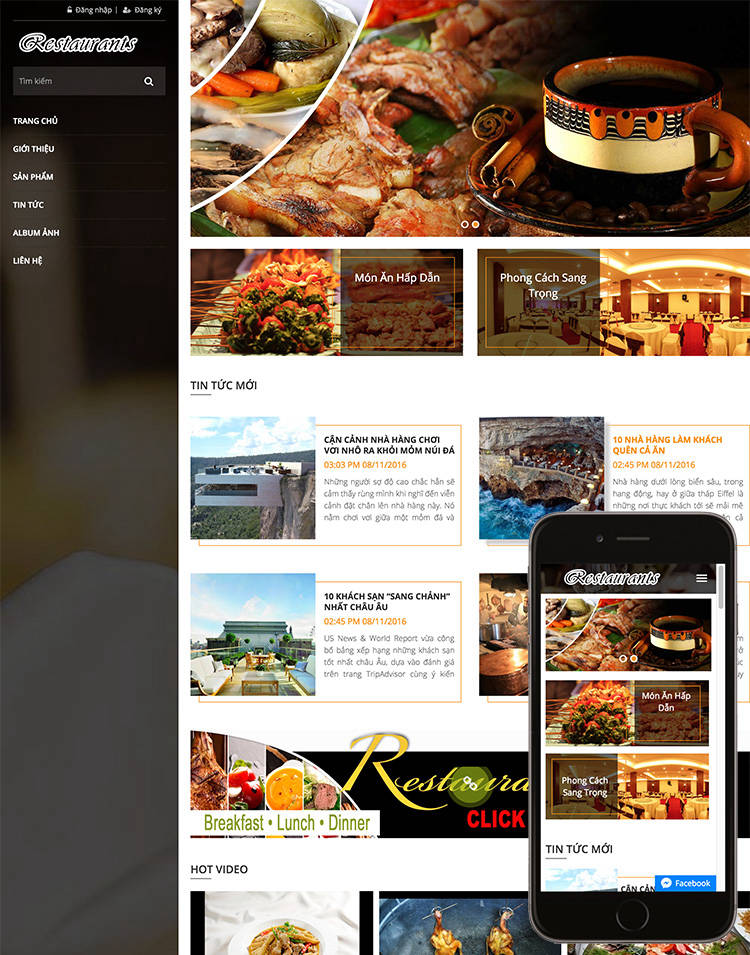 Đăng nhập | Đăng ký
Restaurants
Tìm kiếm
TRANG CHỦ
GIỚI THIỆU
SẢN PHẨM
TIN TỨC
ALBUM ẢNH
LIÊN HỆ
Món Ăn Hấp Dẫn
Phong Cách Sang
Trọng
TIN TỨC MỚI
CẬN CẢNH NHÀ HÀNG CHƠI
VƠI NHÔ RA KHỎI MỎM NÚI ĐÁ
03:03 PM 08/11/2016
Những người sợ độ cao chắc hẳn sẽ
cảm thấy rùng mình khi nghĩ đến viễn
cảnh đặt chân lên nhà hàng này. Nó
nằm chơi vơi giữa một mỏm đá và
10 NHÀ HÀNG LÀM KHÁCH
QUÊN CẢ ĂN
02:45 PM 08/11/2016
Nhà hàng dưới lòng biển sâu, trong
hang động, hay ở giữa tháp Eiffel là
những nơi thực khách tới sẽ mải mê
cả
10 KHÁCH SẠN “SANG CHẢNH”
NHẤT CHÂU ÂU
02:45 PM 08/11/2016
US News & World Report vừa công
bố bảng xếp hạng những khách sạn
tốt nhất châu Âu, dựa vào đánh giá
trên trang TripAdvisor cùng ý kiến
Restaura
Breakfast • Lunch • Dinner
CLICK
HOT VIDEO
Restaurants
Món Ăn Hấp
Dẫn
Phong Cách
Sang Trọng
TIN TỨC MỚI
CẬN CẢN
Facebook